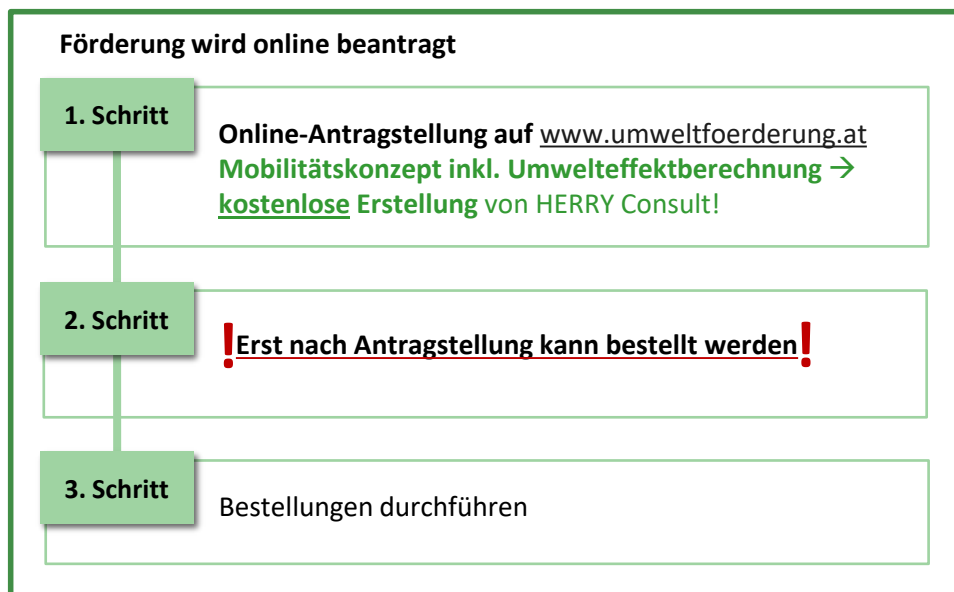 Förderung wird online beantragt
1. Schritt
Online-Antragstellung auf www.umweltfoerderung.at
Mobilitätskonzept inkl. Umwelteffektberechnung →
kostenlose Erstellung von HERRY Consult!
2. Schritt
!Erst nach Antragstellung kann bestellt werden!
3. Schritt
Bestellungen durchführen